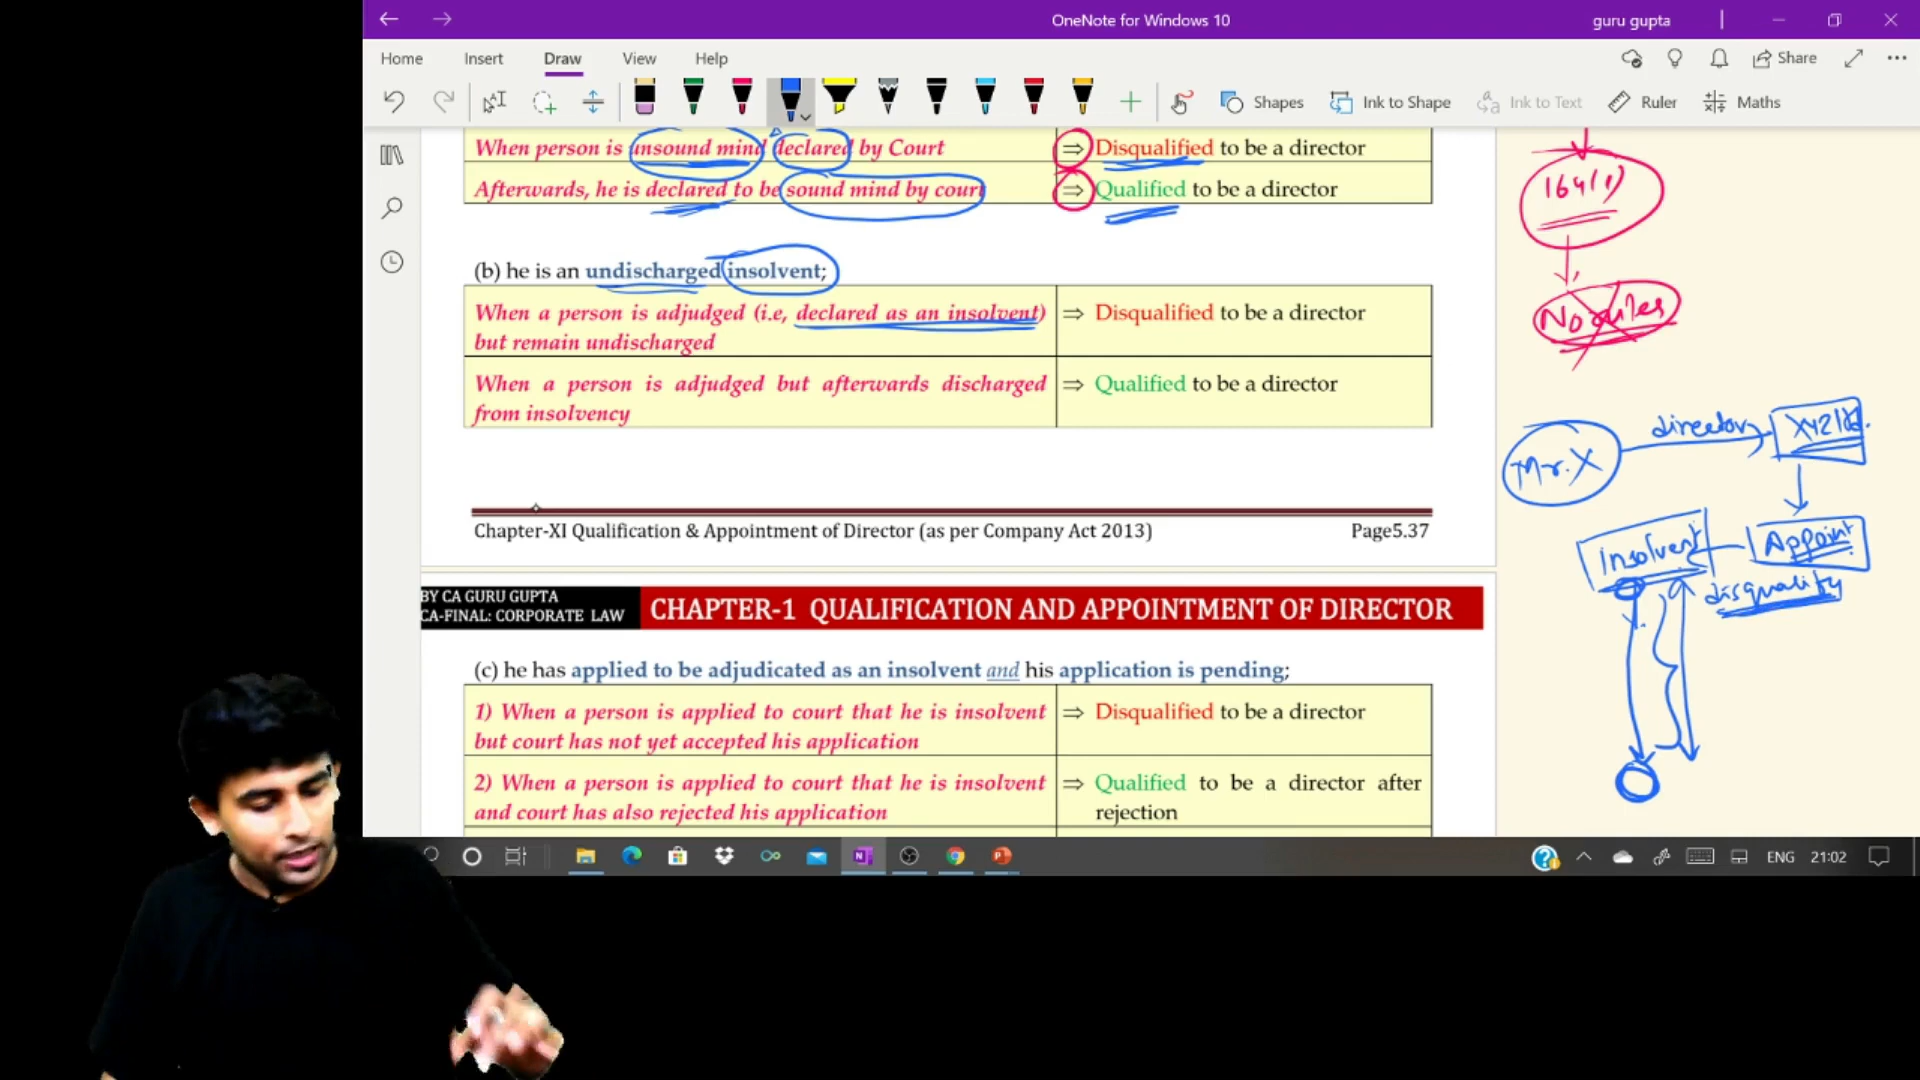 OneNote for Windows 10
guru gupta
Home Insert Draw View Help
Share
Shapes Ink to Shape Ink to Text Ruler Maths
When person is unsound mind declared by Court ⇒ Disqualified to be a director
Afterwards, he is declared to be sound mind by court ⇒ Qualified to be a director
(b) he is an undischarged insolvent;
When a person is adjudged (i.e, declared as an insolvent) ⇒ Disqualified to be a director
but remain undischarged
When a person is adjudged but afterwards discharged ⇒ Qualified to be a director
from insolvency
Chapter-XI Qualification & Appointment of Director (as per Company Act 2013) Page5.37
BY CA GURU GUPTA
CA-FINAL: CORPORATE LAW
CHAPTER-1 QUALIFICATION AND APPOINTMENT OF DIRECTOR
(c) he has applied to be adjudicated as an insolvent and his application is pending;
1) When a person is applied to court that he is insolvent ⇒ Disqualified to be a director
but court has not yet accepted his application
2) When a person is applied to court that he is insolvent ⇒ Qualified to be a director after
and court has also rejected his application rejection
164(1)
Mr. X
director
XYZ ltd.
Appoint
Insolvent
disqualify
ENG 21:02